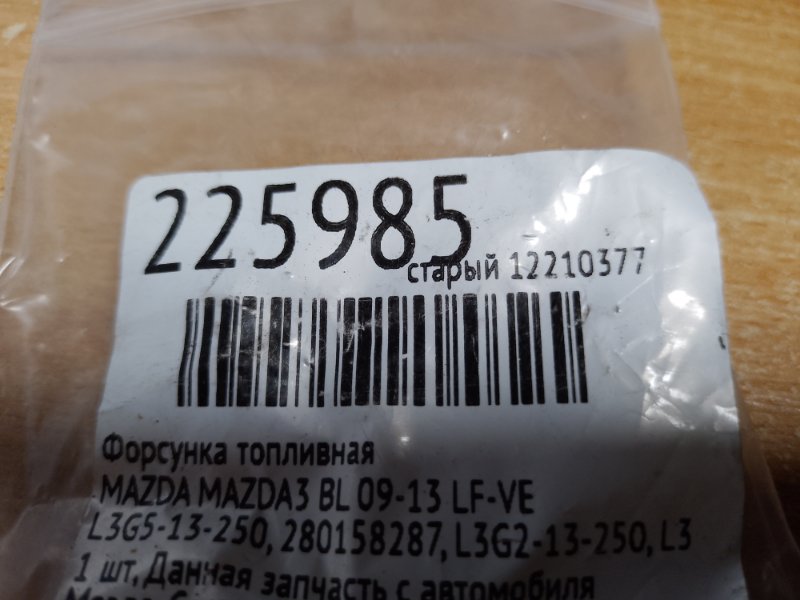 225985
старый 12210377
Форсунка топливная
MAZDA MAZDA3 BL 09-13 LF-VE
L3G5-13-250, 280158287, L3G2-13-250, L3
1 шт, Данная запчасть с автомобиля